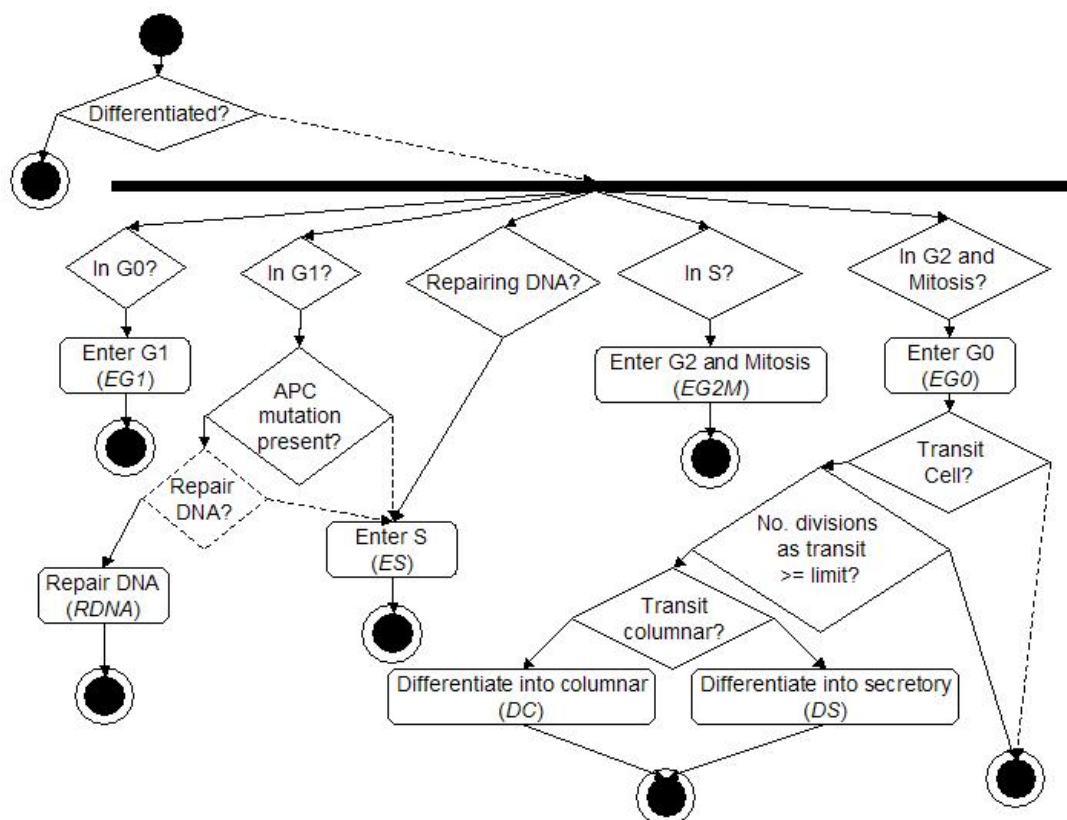 Differentiated?
In G0?
In G1?
Repairing DNA?
In S?
In G2 and
Mitosis?
Enter G1
(EG1)
APC
mutation
present?
Enter G2 and Mitosis
(EG2M)
Enter G0
(EG0)
Transit
Cell?
Repair
DNA?
Enter S
(ES)
No. divisions
as transit
>= limit?
Repair DNA
(RDNA)
Transit
columnar?
Differentiate into columnar
(DC)
Differentiate into secretory
(DS)